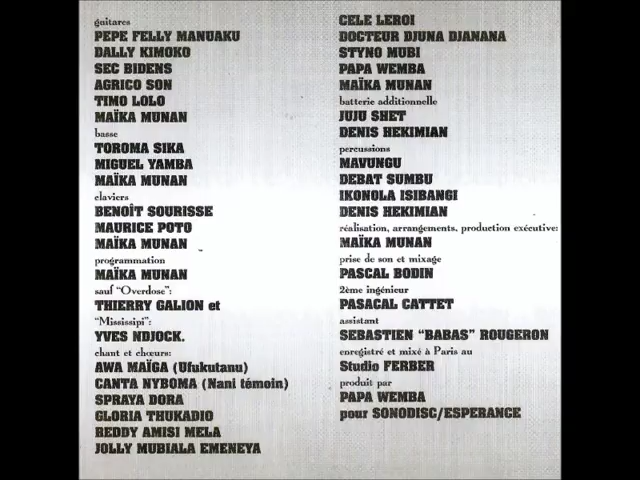 guitares
PEPE FELLY MANUAKU
DALLY KIMOKO
SEC BIDENS
AGRICO SON
TIMO LOLO
MAÏKA MUNAN
basse
TOROMA SIKA
MIGUEL YAMBA
MAÏKA MUNAN
claviers
BENOÎT SOURISSE
MAURICE POTO
MAÏKA MUNAN
programmation
MAÏKA MUNAN
sauf "Overdose":
THIERRY GALION et
"Mississipi":
YVES NDJOCK.
chant et chœurs:
AWA MAÏGA (Ufukutanu)
CANTA NYBOMA (Nani témoin)
SPRAYA DORA
GLORIA THUKADIO
REDDY AMISI MELA
JOLLY MUBIALA EMENEYA
CELE LEROI
DOCTEUR DJUNA DJANANA
STYNO MUBI
PAPA WEMBA
MAÏKA MUNAN
batterie additionnelle
JUJU SHET
DENIS HEKIMIAN
percussions
MAVUNGU
DEBAT SUMBU
IKONOLA ISIBANGI
DENIS HEKIMIAN
réalisation, arrangements, production exécutive:
MAÏKA MUNAN
prise de son et mixage
PASCAL BODIN
2ème ingénieur
PASACAL CATTET
assistant
SEBASTIEN "BABAS" ROUGERON
enregistré et mixé à Paris au
Studio FERBER
produit par
PAPA WEMBA
pour SONODISC/ESPERANCE